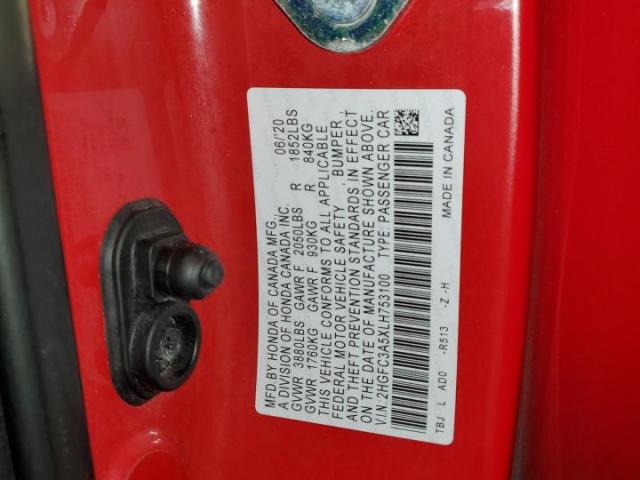 MFD.BY HONDA OF CANADA MFG. 06/'20
A DIVISION OF HONDA CANADA INC.
GVWR 3880LBS GAWR F 2050LBS R 1852LBS
GVWR 1760KG GAWR F 930KG R 840KG
THIS VEHICLE CONFORMS TO ALL APPLICABLE
FEDERAL MOTOR VEHICLE SAFETY BUMPER
AND THEFT PREVENTION STANDARDS IN EFFECT
ON THE DATE OF MANUFACTURE SHOWN ABOVE.
V.I.N.:2HGFC3A5XLH753100 TYPE: PASSENGER CAR
TBJ L AD0 -R513 -Z -H MADE IN CANADA